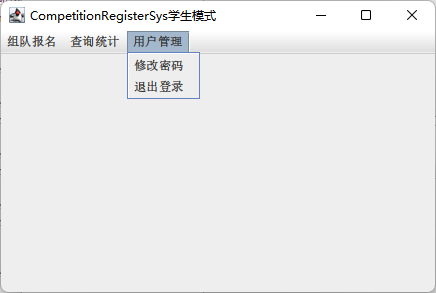 CompetitionRegisterSys学生模式
组队报名 查询统计 用户管理
修改密码
退出登录